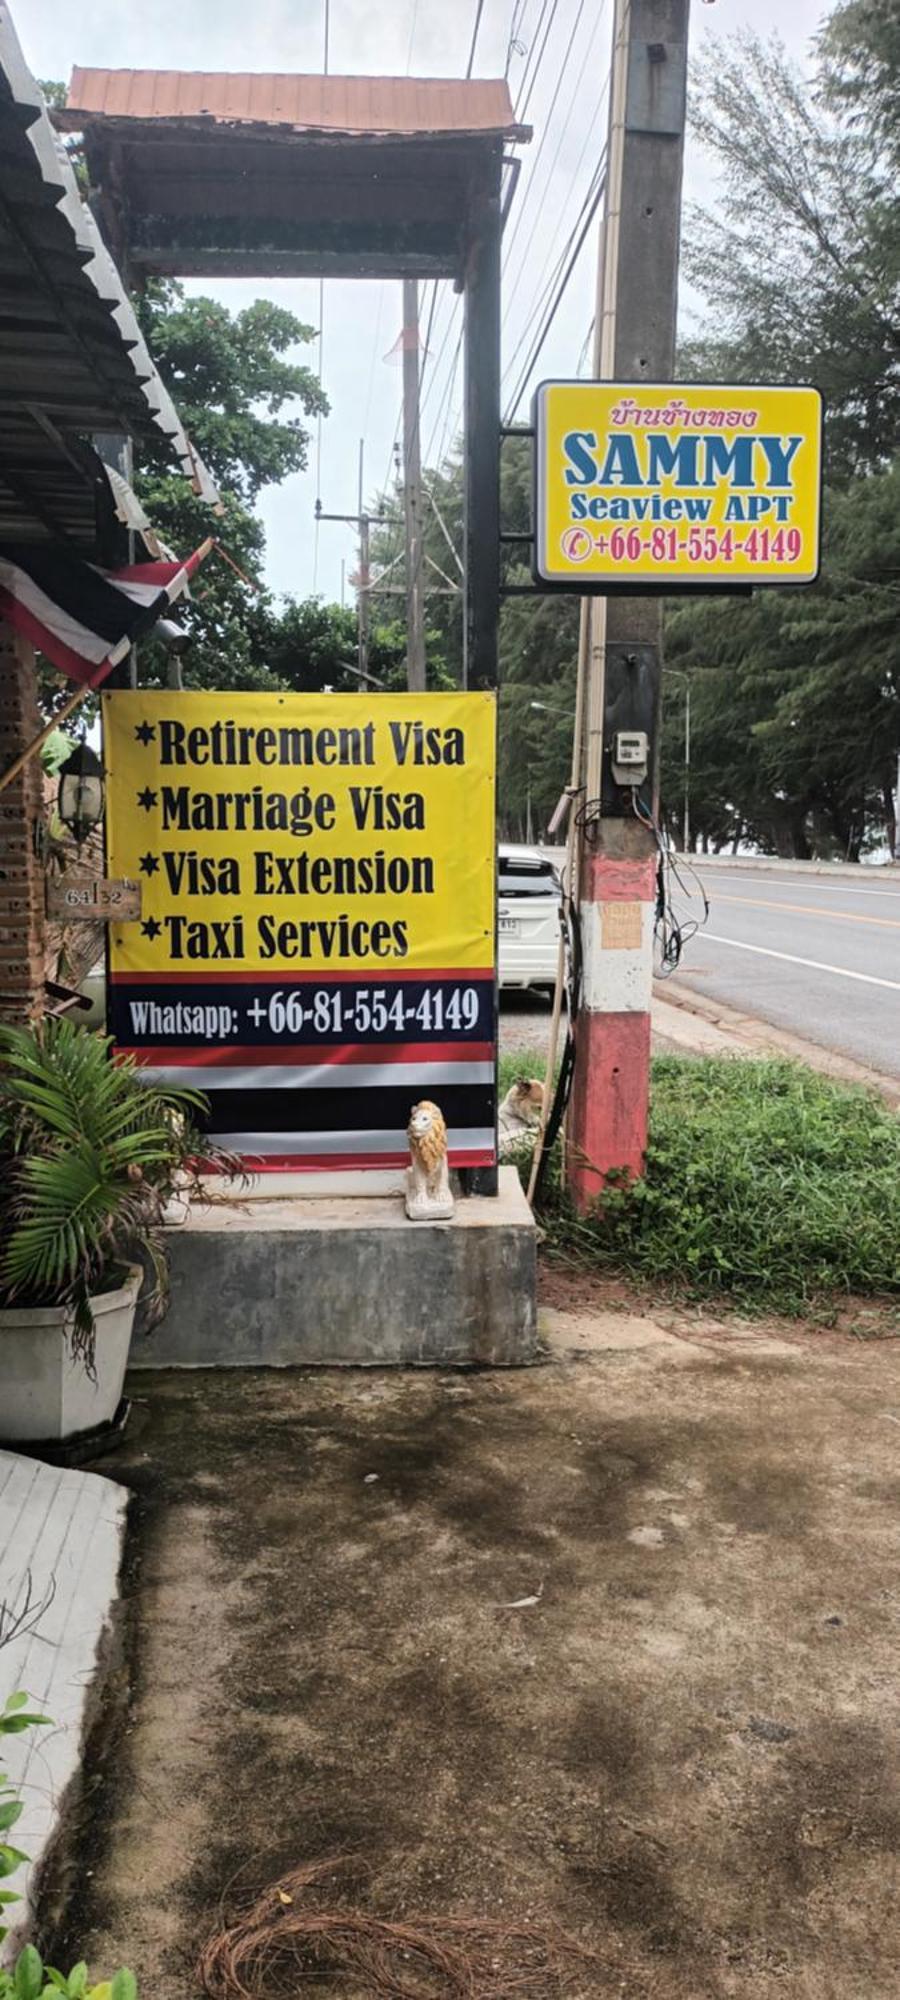 บ้านช้างทอง
SAMMY
Seaview APT
✆+66-81-554-4149
✶Retirement Visa
✶Marriage Visa
✶Visa Extension
✶Taxi Services
Whatsapp: +66-81-554-4149
64/32